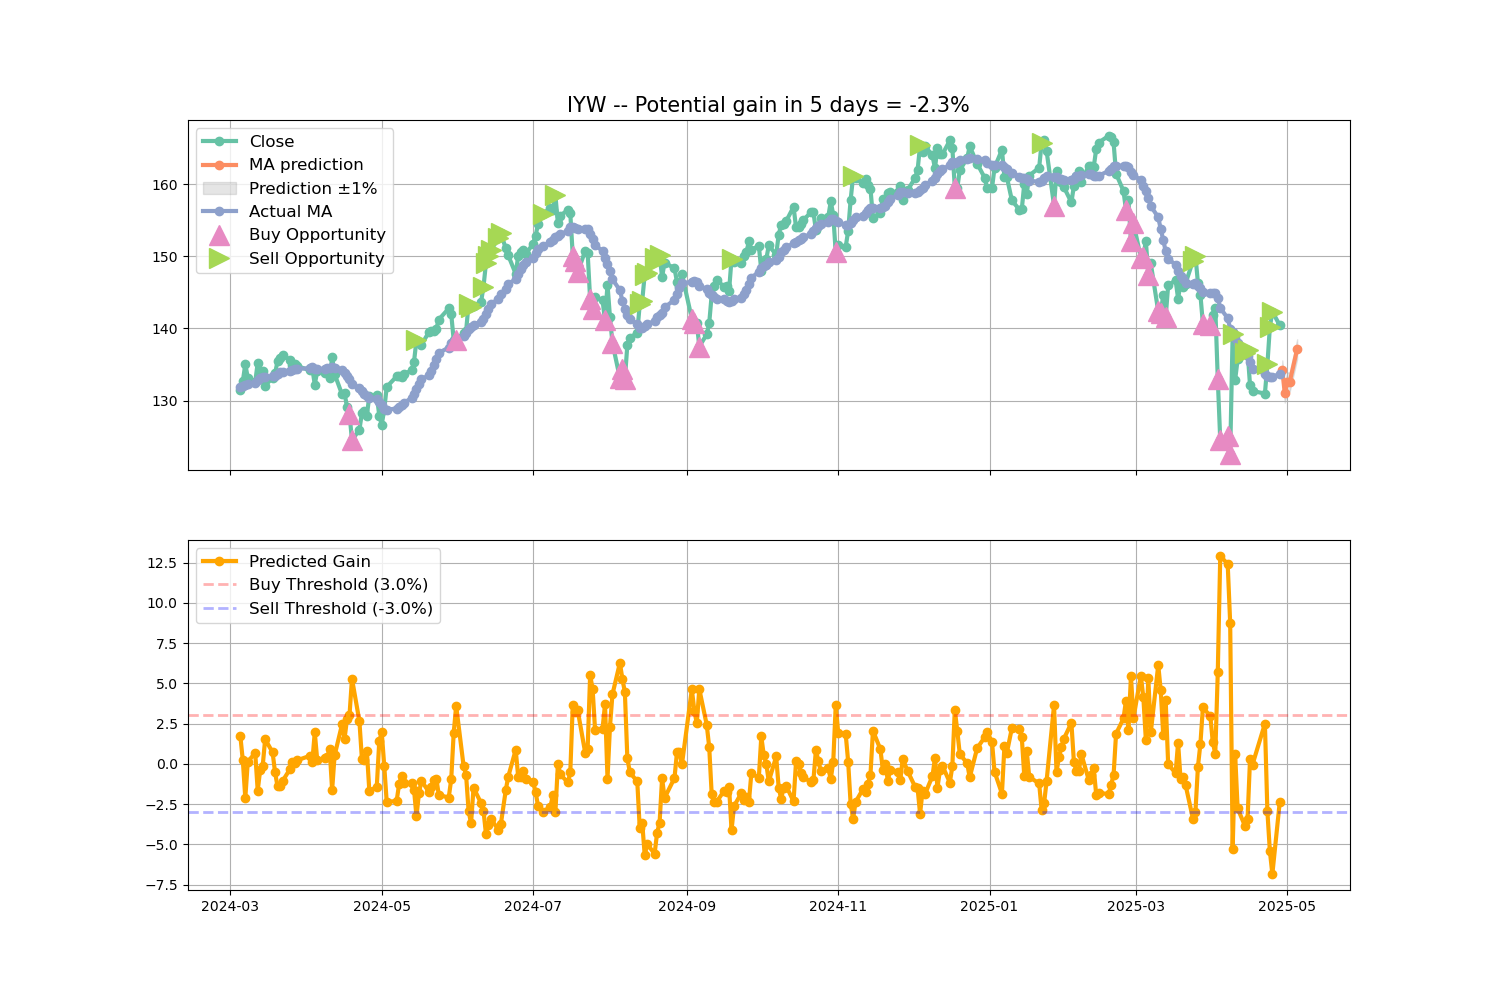 IYW -- Potential gain in 5 days = -2.3%
Close
MA prediction
Prediction ±1%
Actual MA
Buy Opportunity
Sell Opportunity
160
150
140
130
Predicted Gain
Buy Threshold (3.0%)
Sell Threshold (-3.0%)
12.5
10.0
7.5
5.0
2.5
0.0
−2.5
−5.0
−7.5
2024-03 2024-05 2024-07 2024-09 2024-11 2025-01 2025-03 2025-05